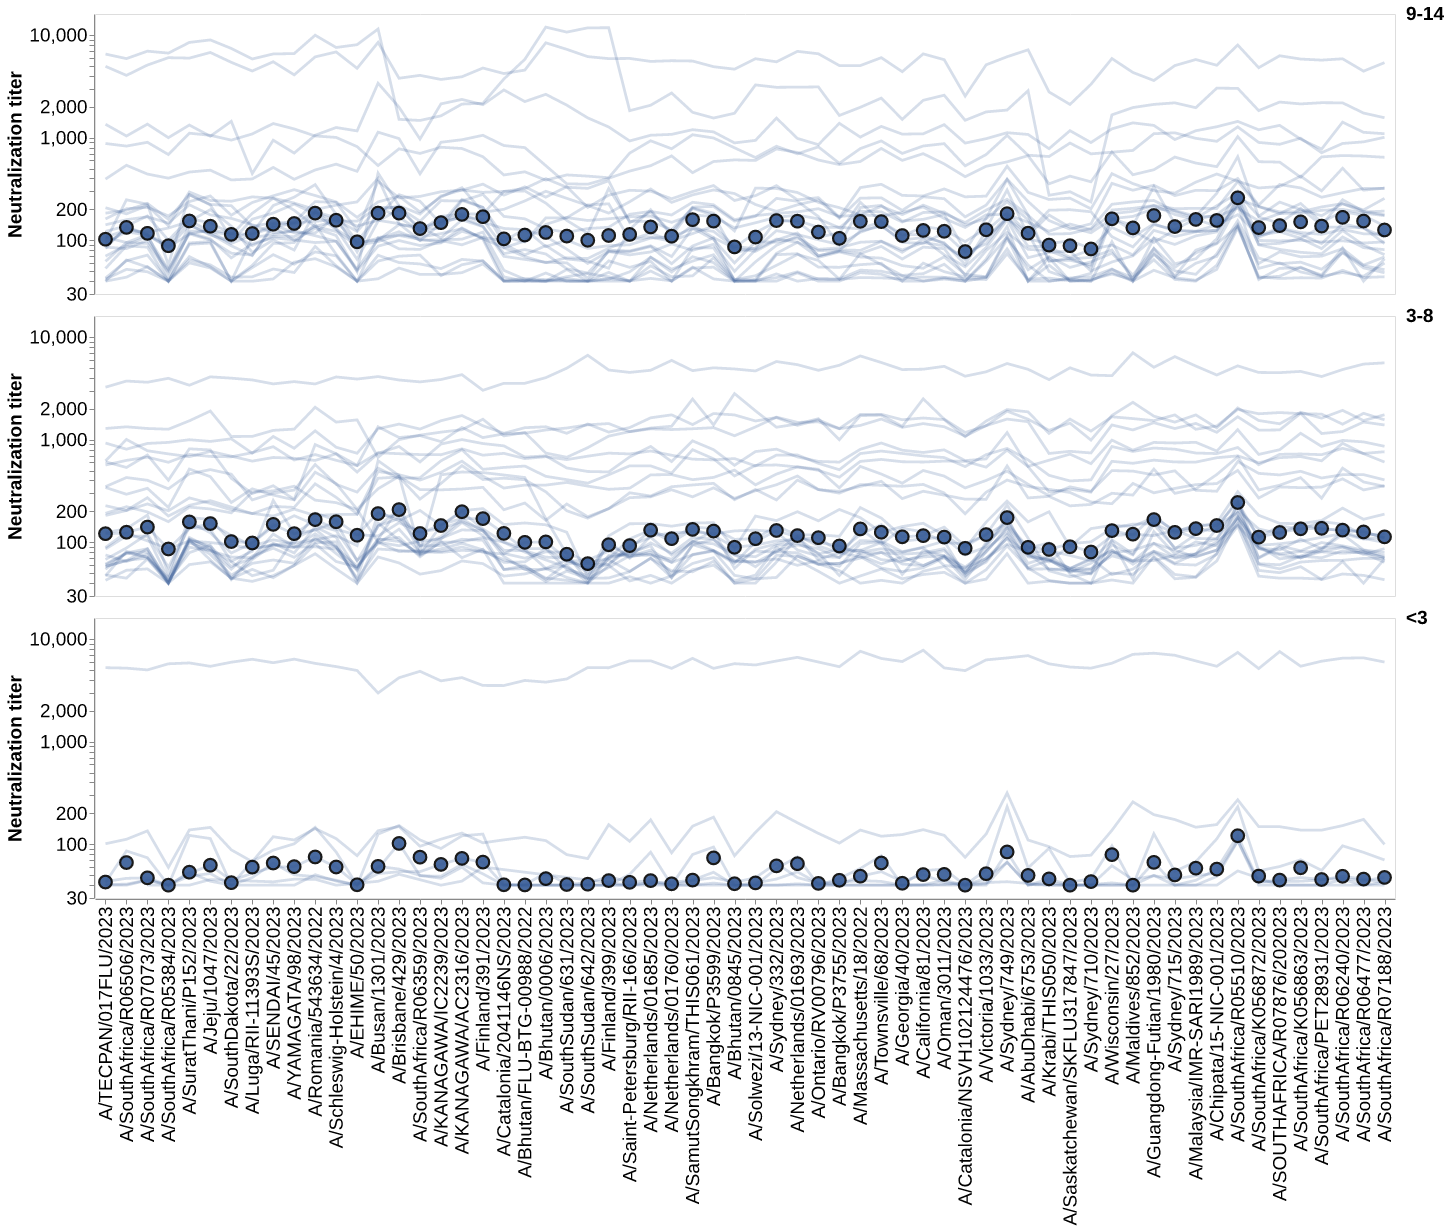 9-14
Neutralization titer
10,000
2,000
1,000
200
100
30
3-8
Neutralization titer
10,000
2,000
1,000
200
100
30
<3
Neutralization titer
10,000
2,000
1,000
200
100
30
A/TECPAN/017FLU/2023
A/SouthAfrica/R06506/2023
A/SouthAfrica/R07073/2023
A/SouthAfrica/R05384/2023
A/SuratThani/P152/2023
A/Jeju/1047/2023
A/SouthDakota/22/2023
A/Luga/RII-11393S/2023
A/SENDAI/45/2023
A/YAMAGATA/98/2023
A/Romania/543634/2022
A/Schleswig-Holstein/4/2023
A/EHIME/50/2023
A/Busan/1301/2023
A/Brisbane/429/2023
A/SouthAfrica/R06359/2023
A/KANAGAWA/IC2239/2023
A/KANAGAWA/AC2316/2023
A/Finland/391/2023
A/Catalonia/2041146NS/2023
A/Bhutan/FLU-BTG-00988/2022
A/Bhutan/0006/2023
A/SouthSudan/631/2023
A/SouthSudan/642/2023
A/Finland/399/2023
A/Saint-Petersburg/RII-166/2023
A/Netherlands/01685/2023
A/Netherlands/01760/2023
A/SamutSongkhram/THIS061/2023
A/Bangkok/P3599/2023
A/Bhutan/0845/2023
A/Solwezi/13-NIC-001/2023
A/Sydney/332/2023
A/Netherlands/01693/2023
A/Ontario/RV00796/2023
A/Bangkok/P3755/2023
A/Massachusetts/18/2022
A/Townsville/68/2023
A/Georgia/40/2023
A/California/81/2023
A/Oman/3011/2023
A/Catalonia/NSVH102124476/2023
A/Victoria/1033/2023
A/Sydney/749/2023
A/AbuDhabi/6753/2023
A/Krabi/THIS050/2023
A/Saskatchewan/SKFLU317847/2023
A/Sydney/710/2023
A/Wisconsin/27/2023
A/Maldives/852/2023
A/Guangdong-Futian/1980/2023
A/Sydney/715/2023
A/Malaysia/IMR-SARI1989/2023
A/Chipata/15-NIC-001/2023
A/SouthAfrica/R05510/2023
A/SouthAfrica/K056872/2023
A/SOUTHAFRICA/R07876/202023
A/SouthAfrica/K056863/2023
A/SouthAfrica/PET28931/2023
A/SouthAfrica/R06240/2023
A/SouthAfrica/R06477/2023
A/SouthAfrica/R07188/2023